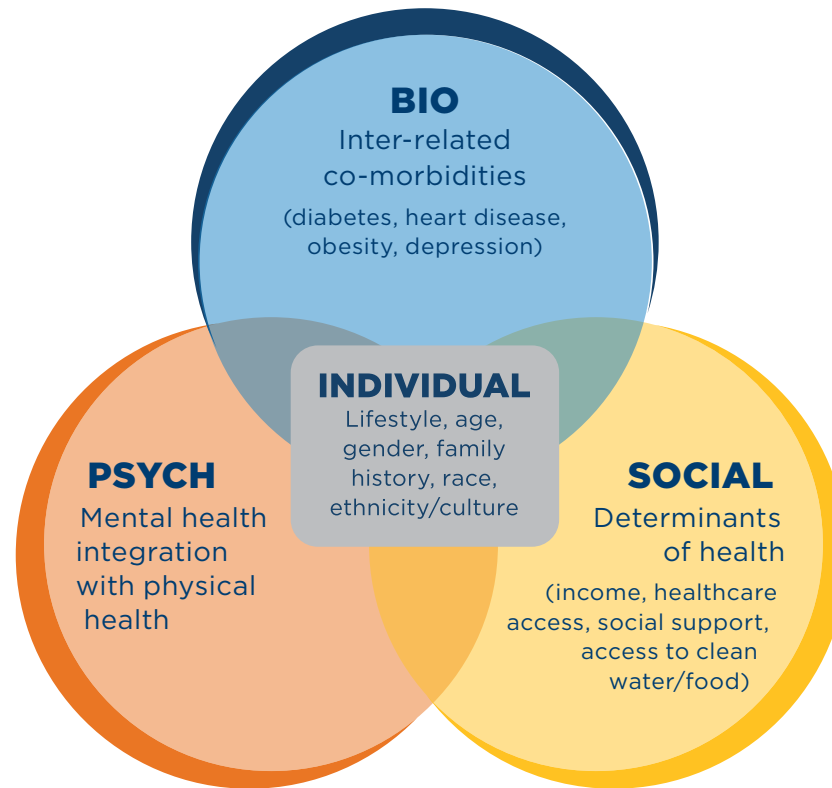 BIO
Inter-related
co-morbidities
(diabetes, heart disease,
obesity, depression)
INDIVIDUAL
Lifestyle, age,
gender, family
history, race,
ethnicity/culture
PSYCH
Mental health
integration
with physical
health
SOCIAL
Determinants
of health
(income, healthcare
access, social support,
access to clean
water/food)